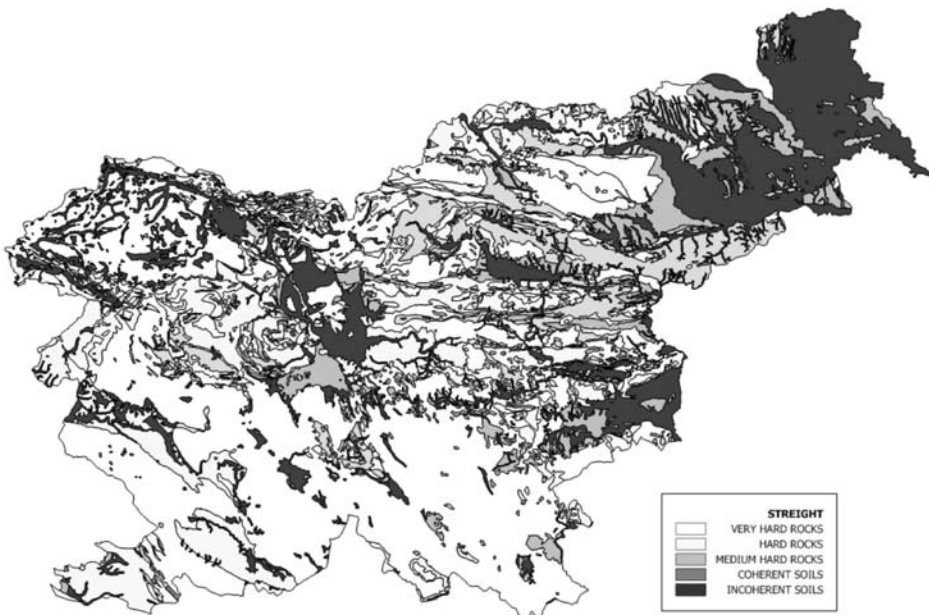 STREIGHT
VERY HARD ROCKS
HARD ROCKS
MEDIUM HARD ROCKS
COHERENT SOILS
INCOHERENT SOILS